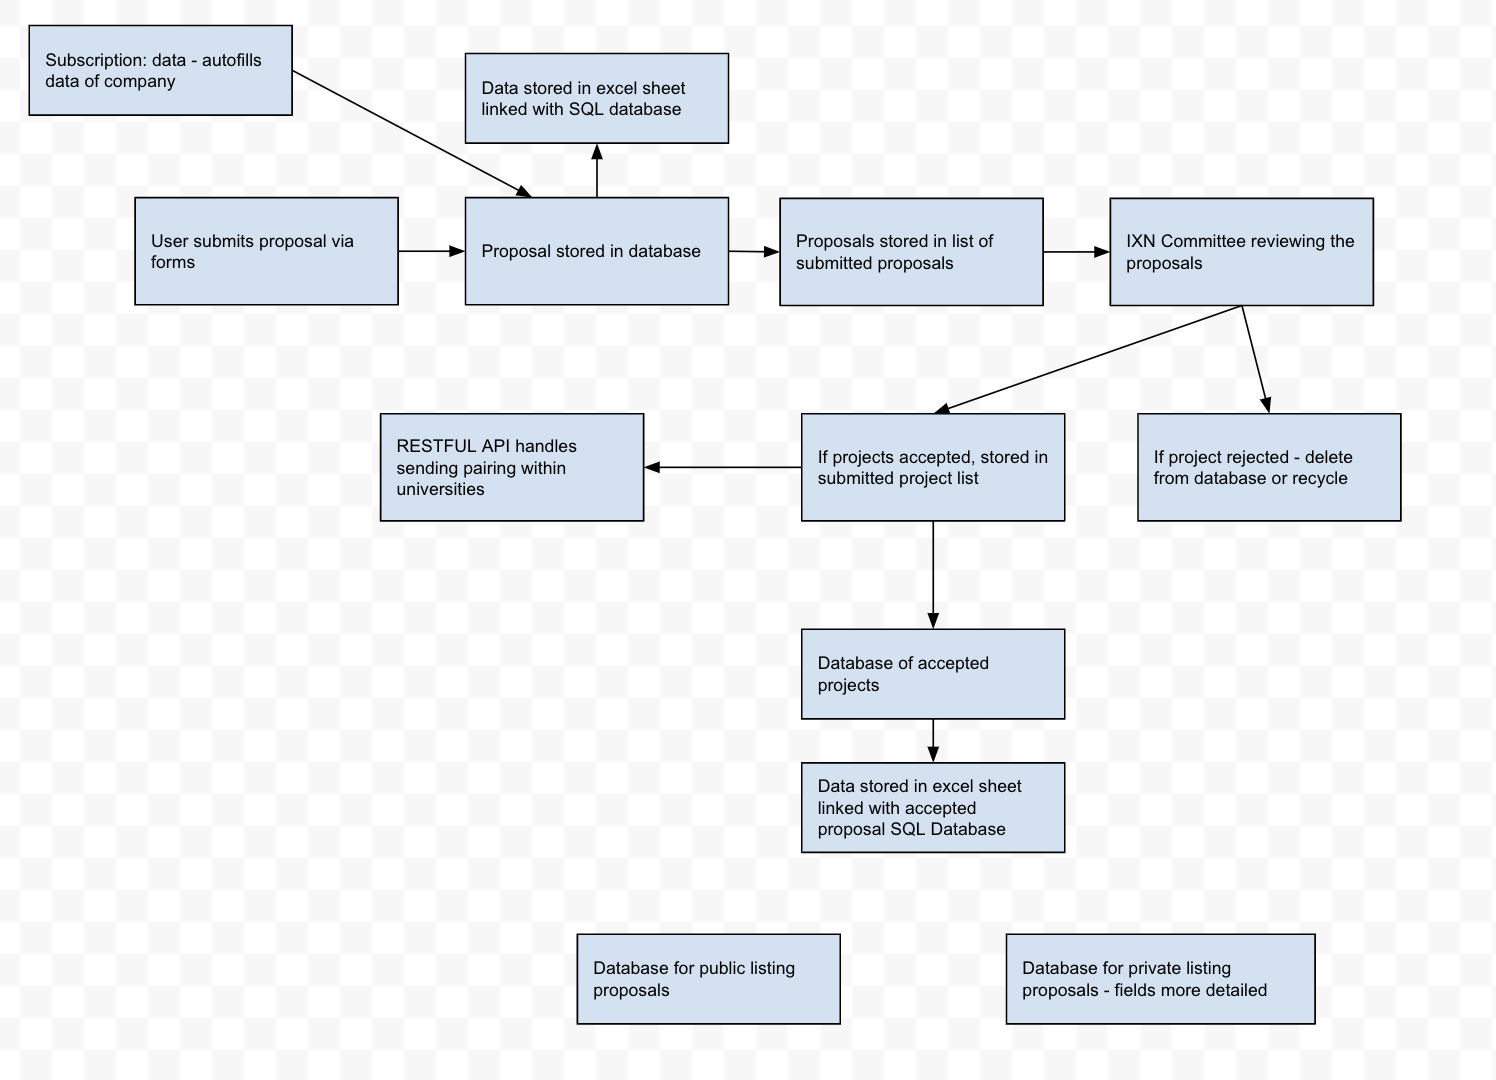 Subscription: data - autofills
data of company
Data stored in excel sheet
linked with SQL database
User submits proposal via
forms
Proposal stored in database
Proposals stored in list of
submitted proposals
IXN Committee reviewing the
proposals
RESTFUL API handles
sending pairing within
universities
If projects accepted, stored in
submitted project list
If project rejected - delete
from database or recycle
Database of accepted
projects
Data stored in excel sheet
linked with accepted
proposal SQL Database
Database for public listing
proposals
Database for private listing
proposals - fields more detailed